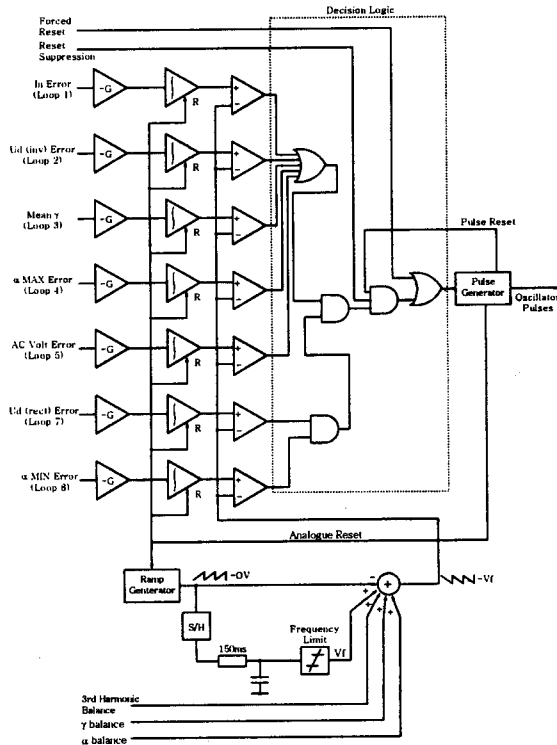 Forced
Reset
Reset
Suppression
Decision Logic
In Error
(Loop 1)
-G
R
+
−
Ud (inv) Error
(Loop 2)
-G
R
+
−
Mean γ
(Loop 3)
-G
R
+
−
Pulse Reset
α MAX Error
(Loop 4)
-G
R
+
−
Pulse
Generator
Oscillator
Pulses
AC Volt Error
(Loop 5)
-G
R
+
−
Ud (rect) Error
(Loop 7)
-G
R
+
−
α MIN Error
(Loop 8)
-G
R
+
−
Analogue Reset
Ramp
Genterator
-0V
−
+
-Vf
+
+
+
+
S/H
150ms
Frequency
Limit
Vf
3rd Harmonic
Balance
γ balance
α balance